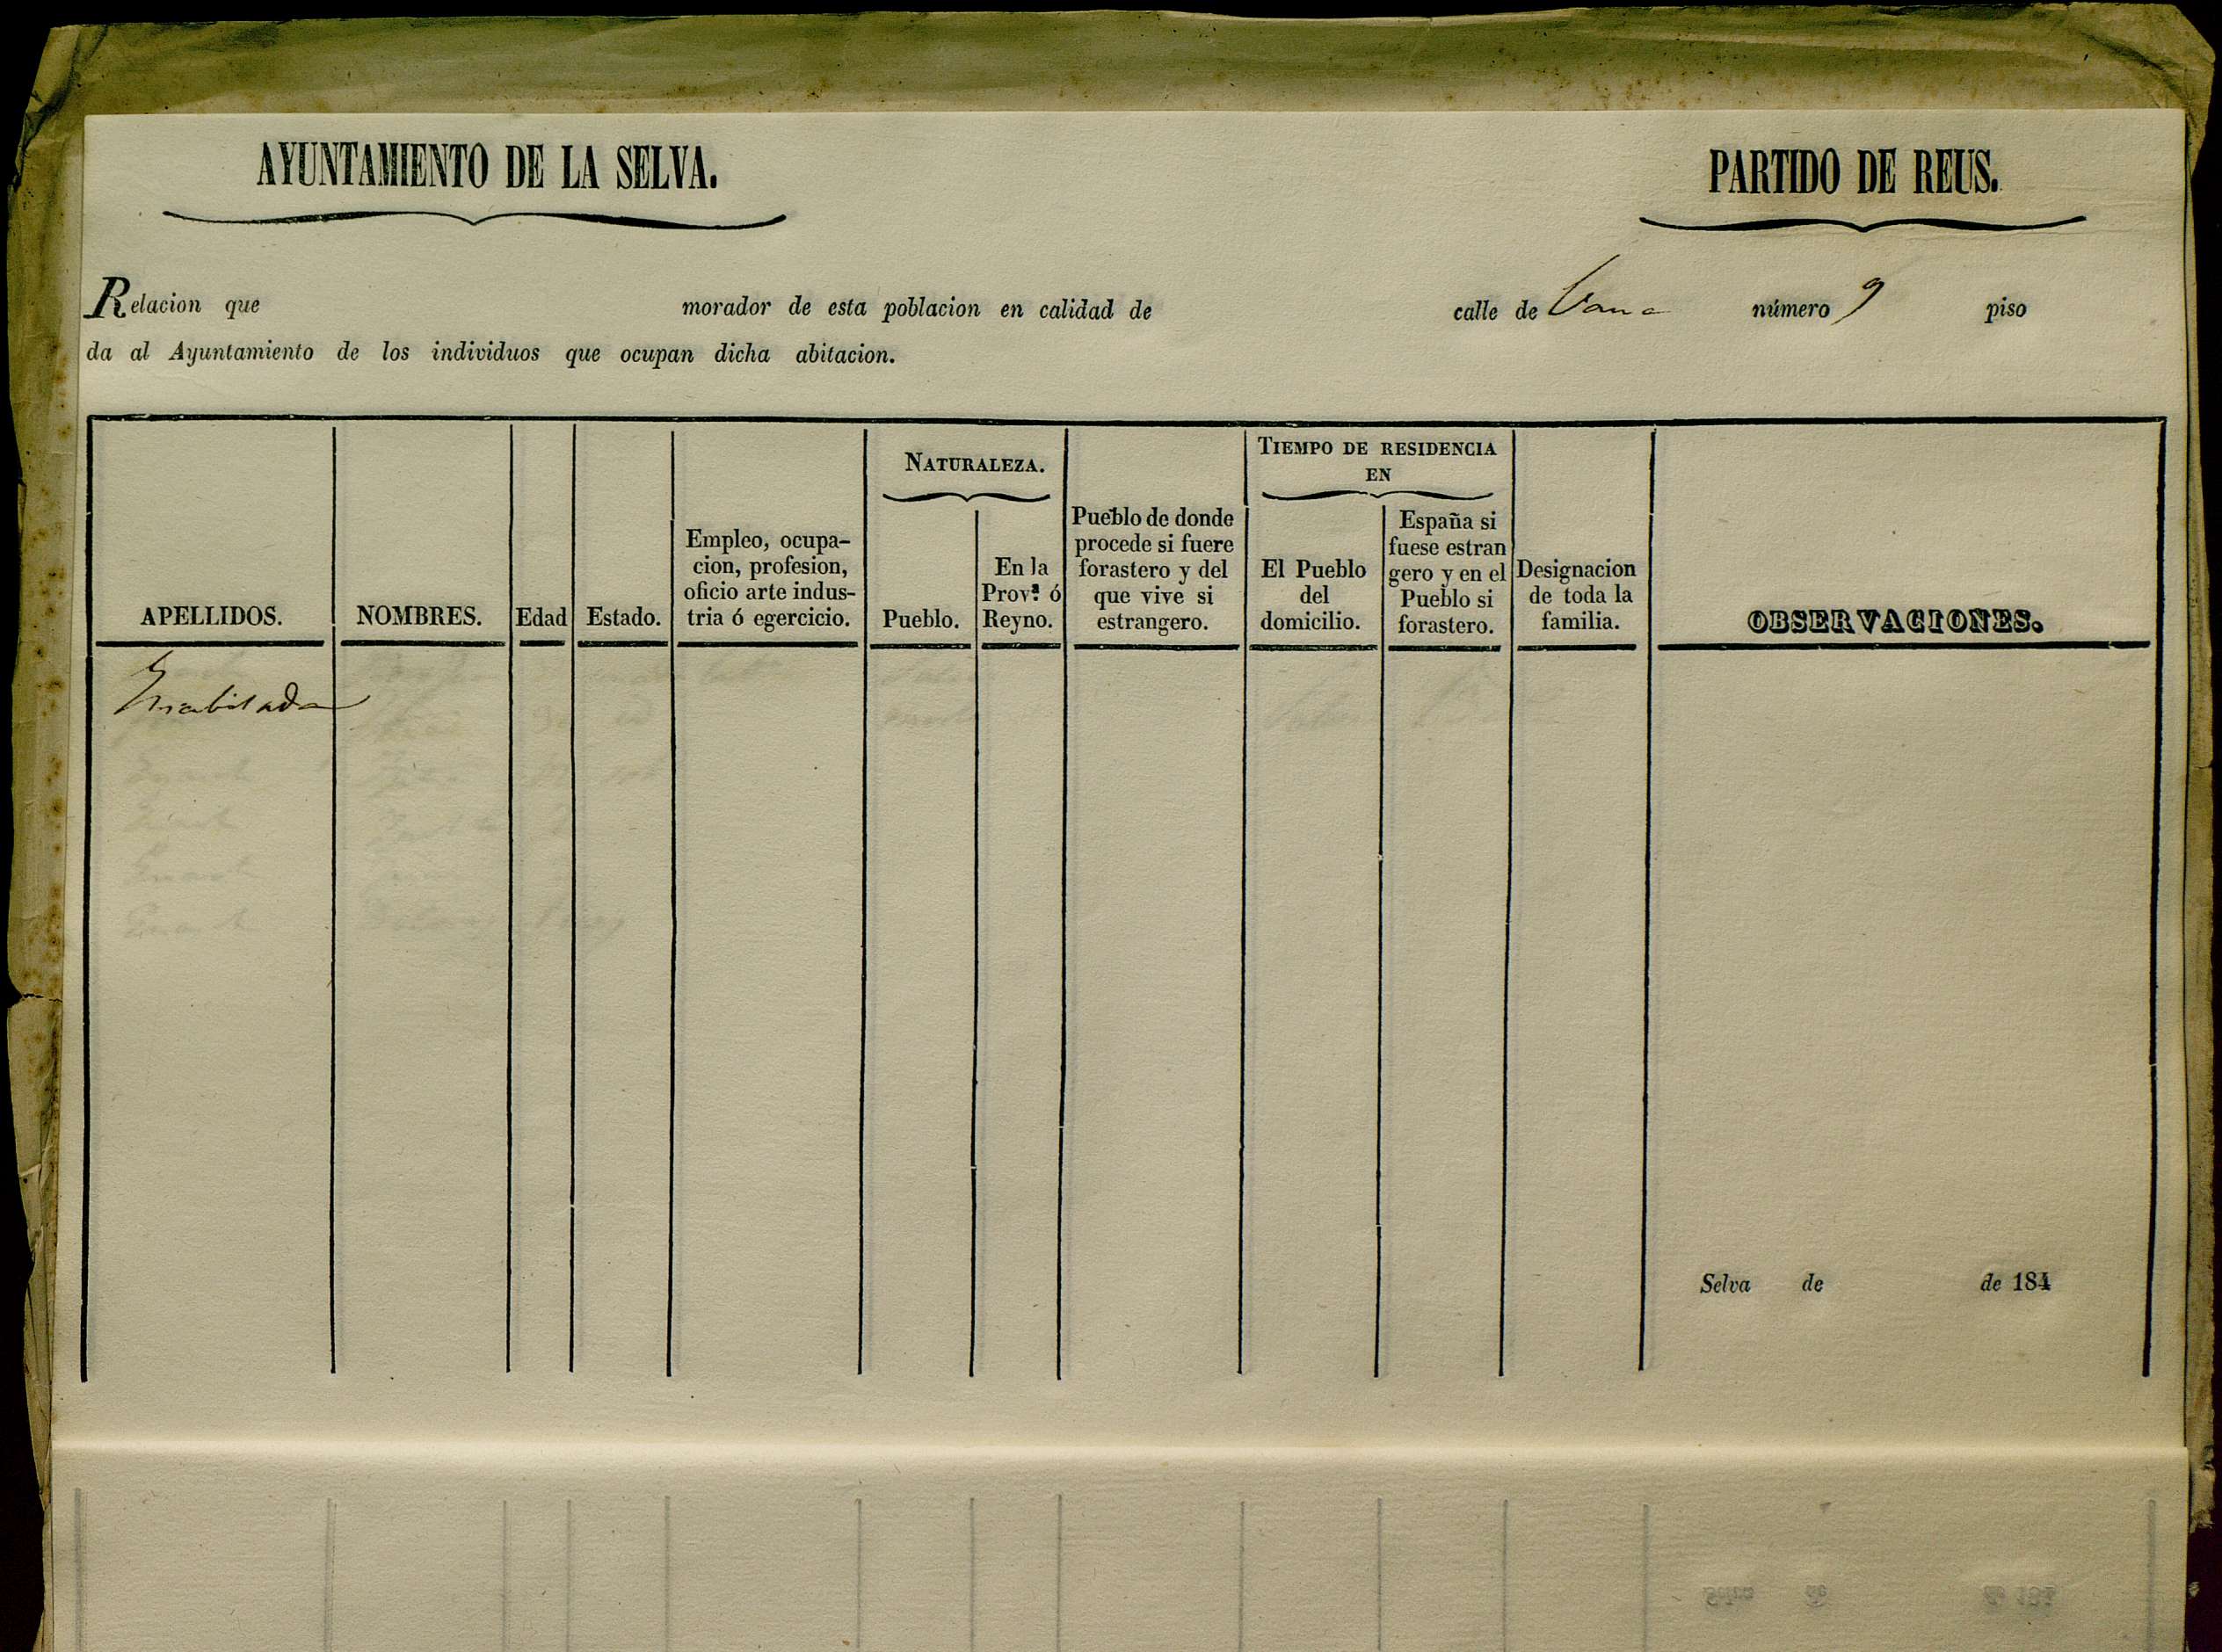 AYUNTAMIENTO DE LA SELVA.
PARTIDO DE REUS.
Relacion que morador de esta poblacion en calidad de calle de número 9 piso
da al Ayuntamiento de los individuos que ocupan dicha abitacion.
APELLIDOS.
NOMBRES.
Edad
Estado.
Empleo, ocupa-
cion, profesion,
oficio arte indus-
tria ó egercicio.
NATURALEZA.
Pueblo.
En la
Prov.ª ó
Reyno.
Pueblo de donde
procede si fuere
forastero y del
que vive si
estrangero.
TIEMPO DE RESIDENCIA
EN
El Pueblo
del
domicilio.
España si
fuese estran
gero y en el
Pueblo si
forastero.
Designacion
de toda la
familia.
OBSERVACIONES.
Inabitada
Selva de de 184